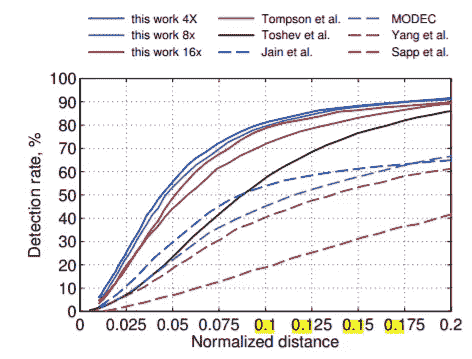 this work 4X Tompson et al. MODEC
this work 8x Toshev et al. Yang et al.
this work 16x Jain et al. Sapp et al.
100
90
80
70
60
50
40
30
20
10
0
Detection rate, %
0 0.025 0.05 0.075 0.1 0.125 0.15 0.175 0.2
Normalized distance